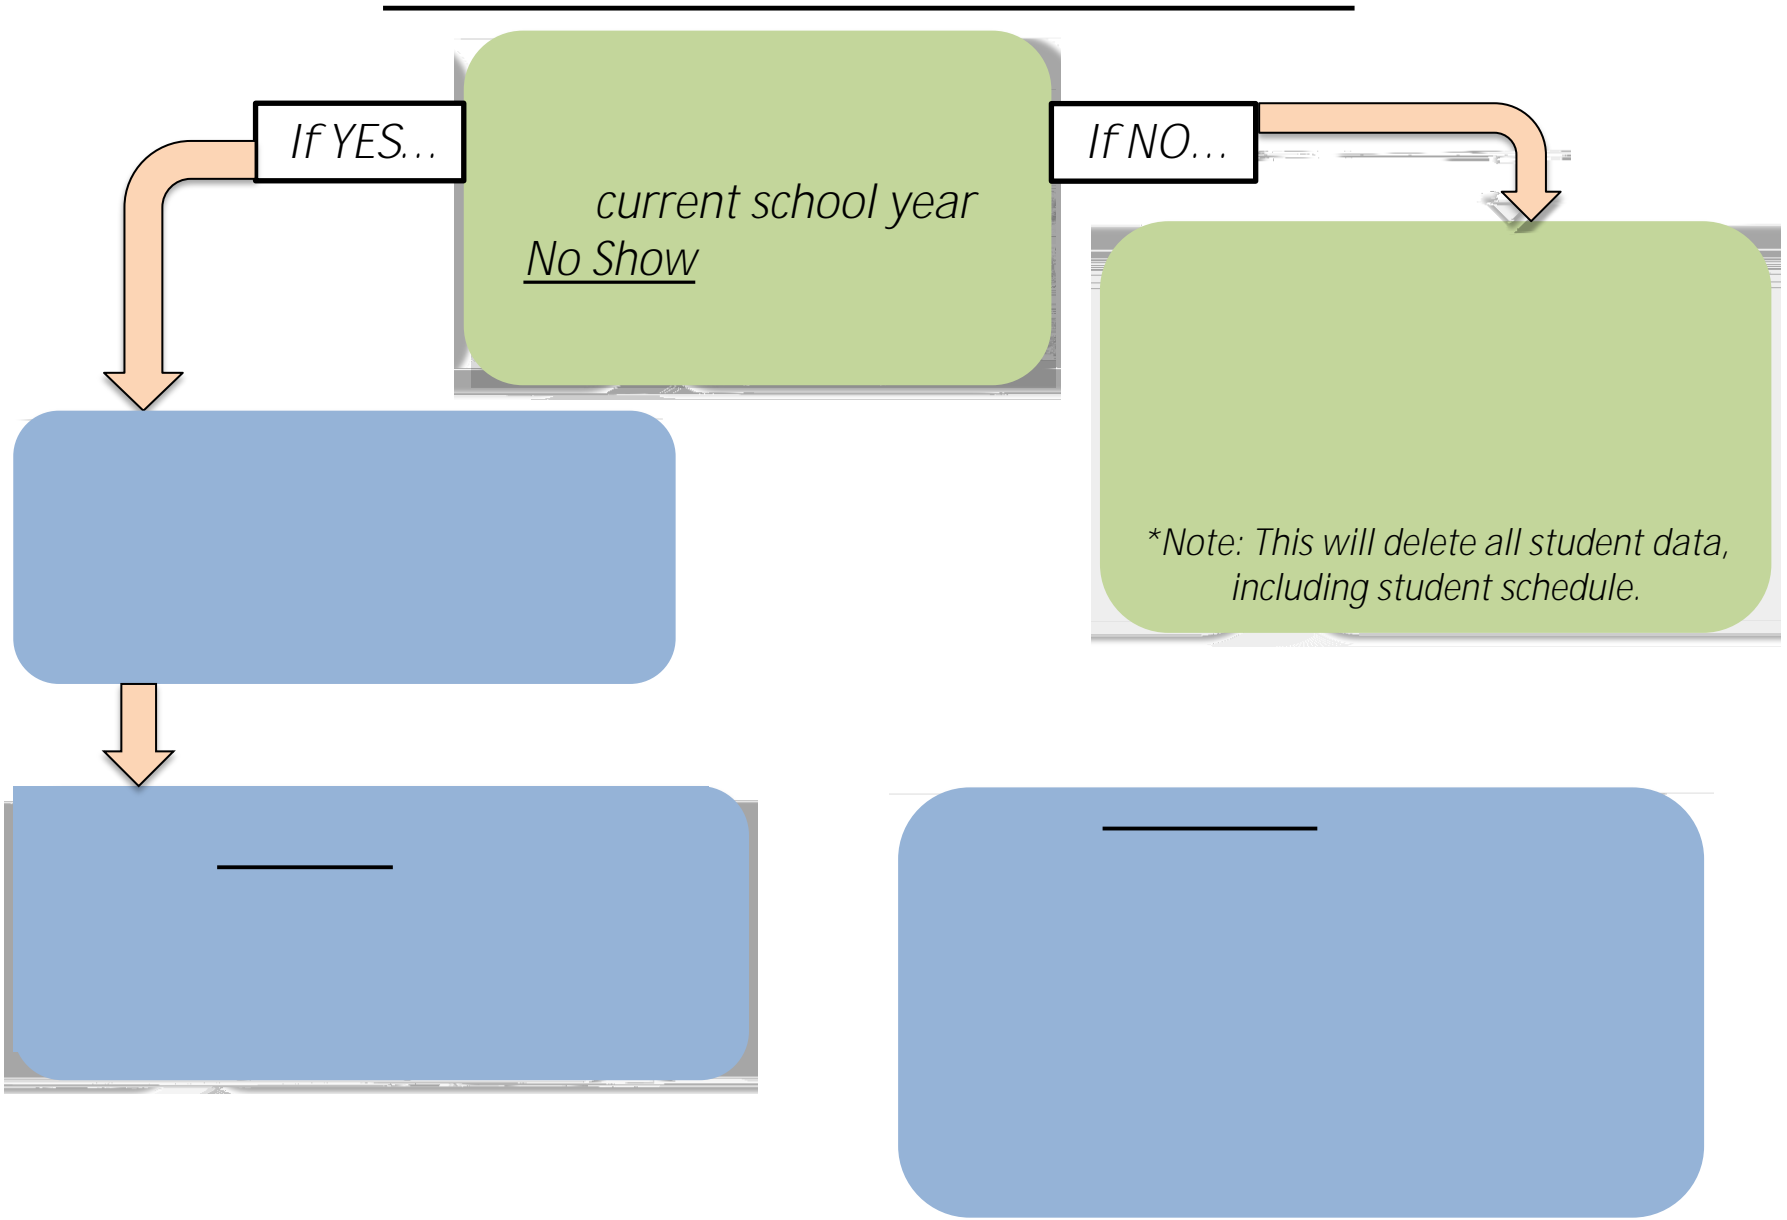 If YES...
If NO...
current school year
No Show
*Note: This will delete all student data,
including student schedule.